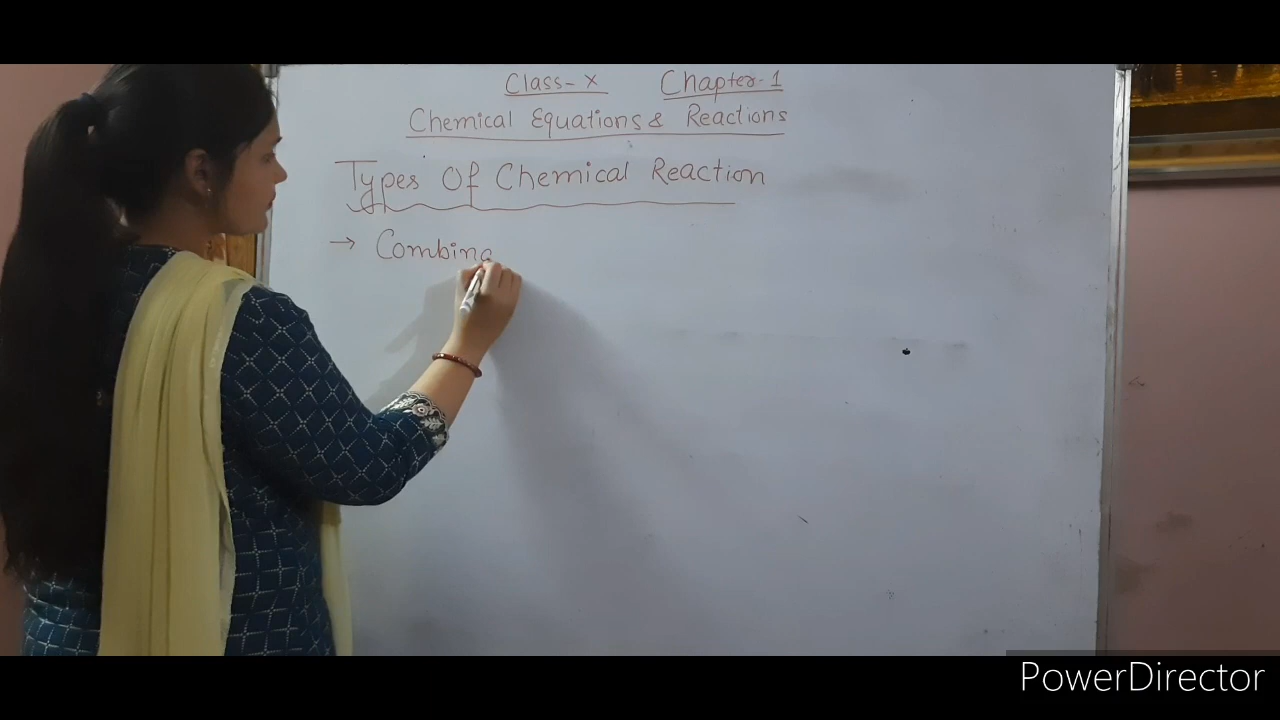 Class-X Chapter-1
Chemical Equations & Reactions
Types Of Chemical Reaction
→ Combina
PowerDirector